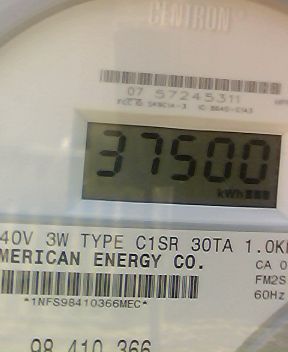 CENTRON
07 57245311
37500
kWh
40V 3W TYPE C1SR 30TA 1.0K
MERICAN ENERGY CO.
CA 0
FM2S
60Hz
*1NFS98410366MEC*
98 410 366